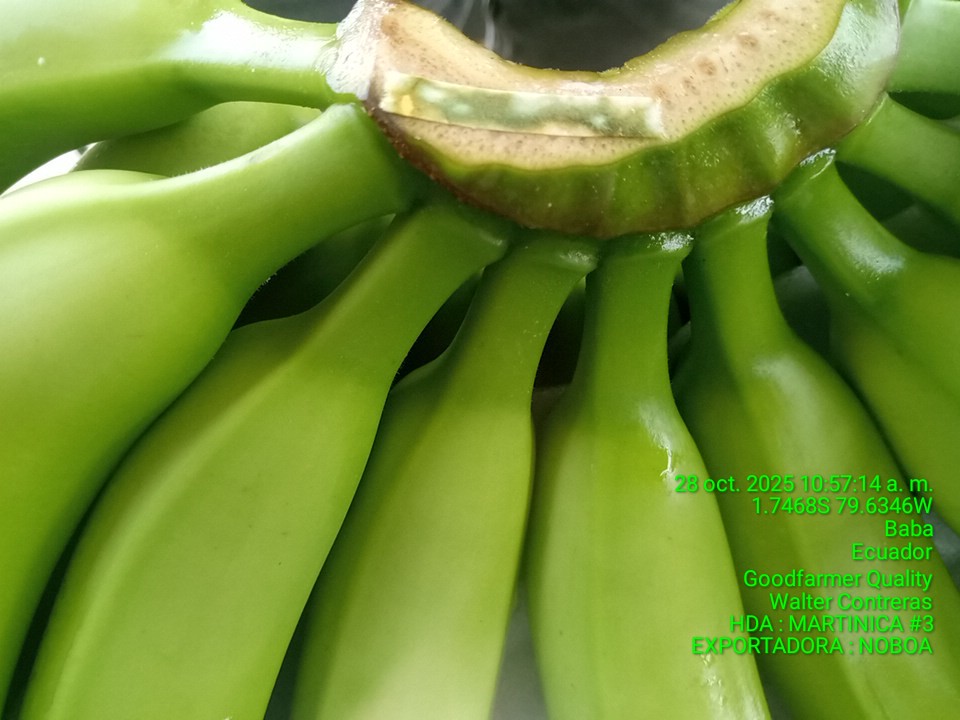 28 oct. 2025 10:57:14 a. m.
1.7468S 79.6346W
Baba
Ecuador
Goodfarmer Quality
Walter Contreras
HDA : MARTINICA #3
EXPORTADORA : NOBOA